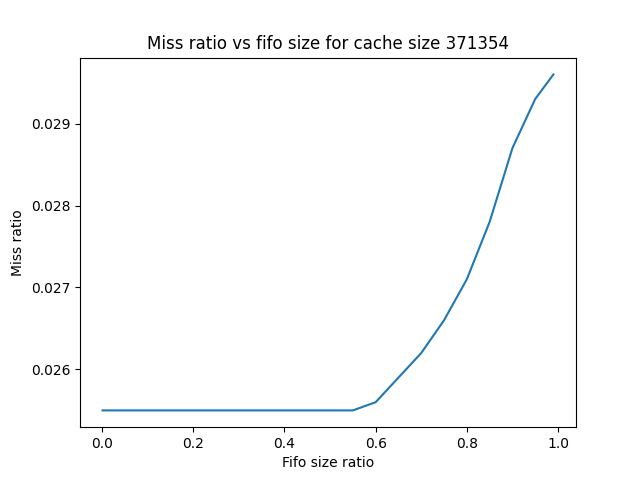 Miss ratio vs fifo size for cache size 371354
Miss ratio
0.029
0.028
0.027
0.026
0.0 0.2 0.4 0.6 0.8 1.0
Fifo size ratio